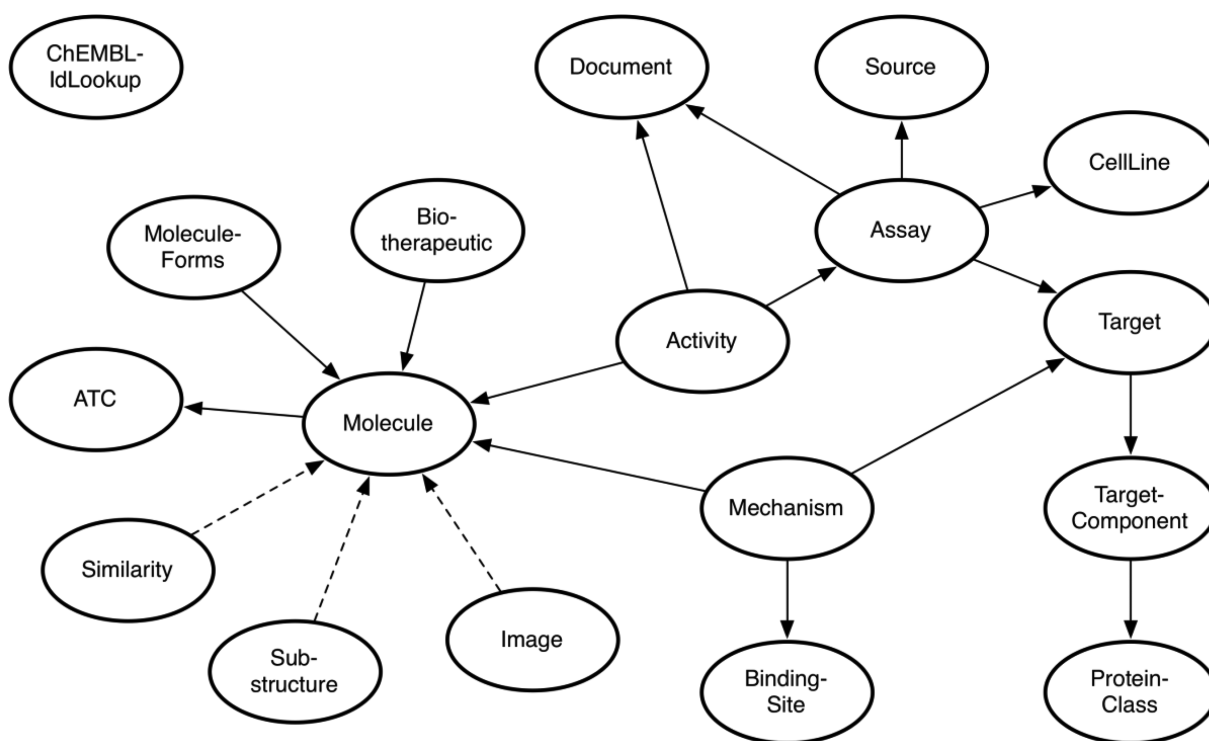 ChEMBL-
IdLookup
Document
Source
CellLine
Molecule-
Forms
Bio-
therapeutic
Assay
Activity
Target
ATC
Molecule
Mechanism
Target-
Component
Similarity
Sub-
structure
Image
Binding-
Site
Protein-
Class